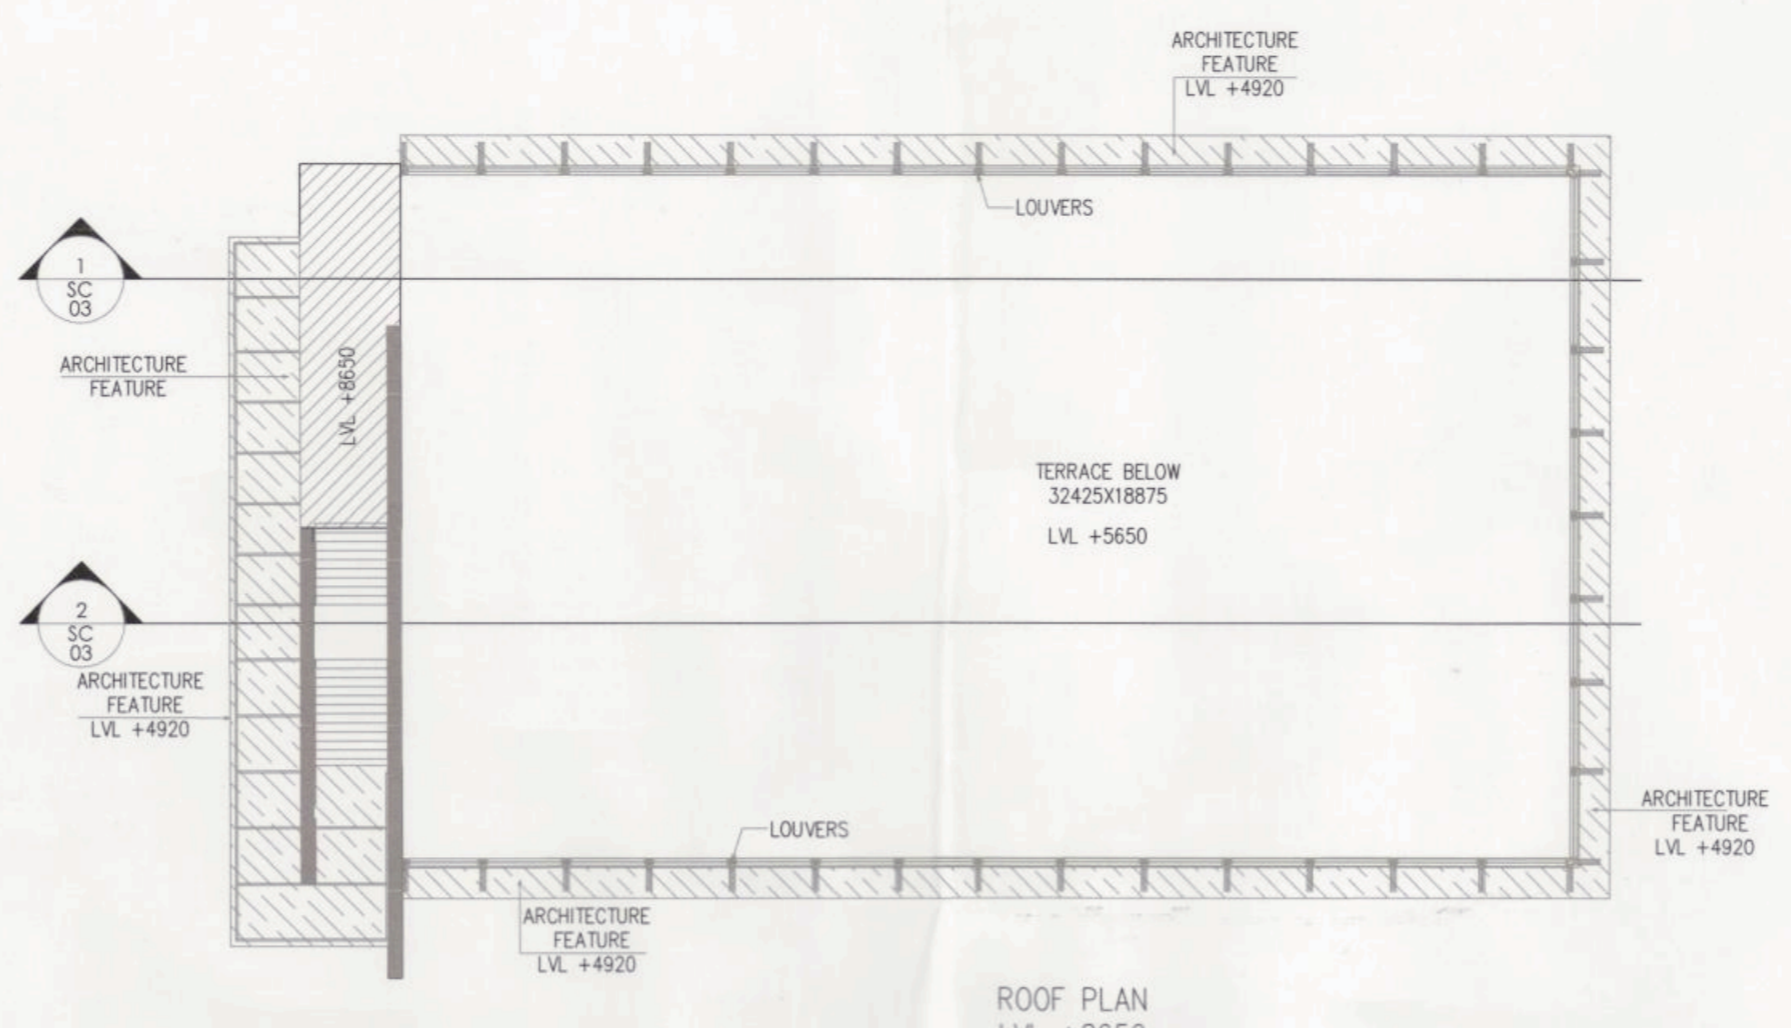 ARCHITECTURE
FEATURE
LVL +4920
LOUVERS
1
SC
03
ARCHITECTURE
FEATURE
LVL +8650
TERRACE BELOW
32425X18875
LVL +5650
2
SC
03
ARCHITECTURE
FEATURE
LVL +4920
LOUVERS
ARCHITECTURE
FEATURE
LVL +4920
ARCHITECTURE
FEATURE
LVL +4920
ROOF PLAN